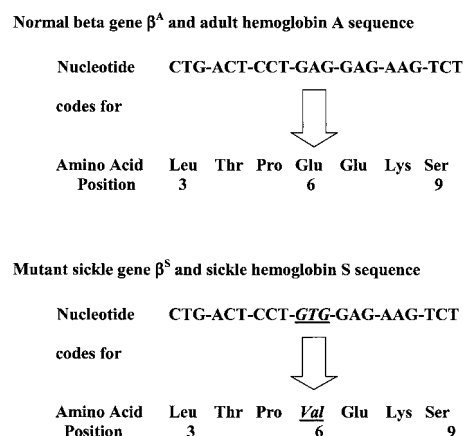 Normal beta gene βᴬ and adult hemoglobin A sequence
Nucleotide CTG-ACT-CCT-GAG-GAG-AAG-TCT
codes for
Amino Acid Leu Thr Pro Glu Glu Lys Ser
Position 3 6 9
Mutant sickle gene βˢ and sickle hemoglobin S sequence
Nucleotide CTG-ACT-CCT-GTG-GAG-AAG-TCT
codes for
Amino Acid Leu Thr Pro Val Glu Lys Ser
Position 3 6 9